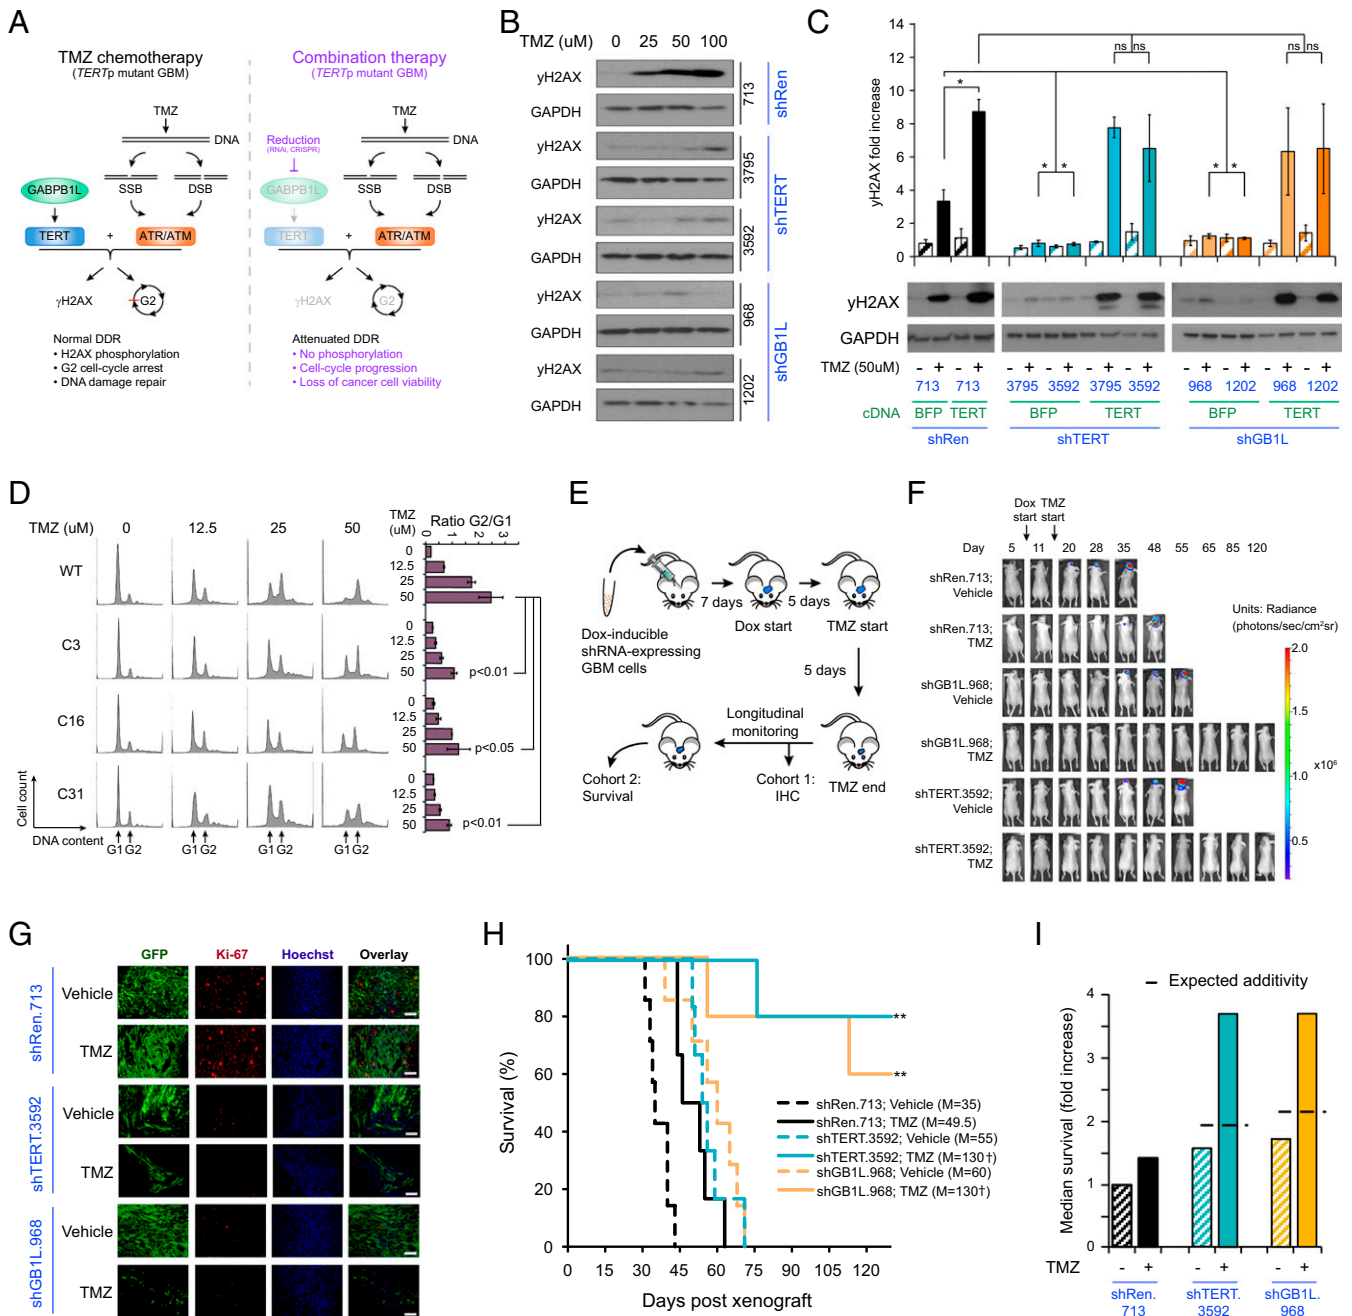 A
TMZ chemotherapy
(TERTp mutant GBM)
Combination therapy
(TERTp mutant GBM)
TMZ
DNA
SSB
DSB
GABPB1L
TERT
+
ATR/ATM
γH2AX
G2
Normal DDR
• H2AX phosphorylation
• G2 cell-cycle arrest
• DNA damage repair
Reduction
(RNAi, CRISPR)
TMZ
DNA
SSB
DSB
GABPB1L
TERT
+
ATR/ATM
γH2AX
G2
Attenuated DDR
• No phosphorylation
• Cell-cycle progression
• Loss of cancer cell viability
B
TMZ (uM) 0 25 50 100
yH2AX
GAPDH
713
shRen
yH2AX
GAPDH
3795
yH2AX
GAPDH
3592
shTERT
yH2AX
GAPDH
968
yH2AX
GAPDH
1202
shGB1L
C
yH2AX fold increase
14
12
10
8
6
4
2
0
*
* *
* *
ns ns
ns ns
yH2AX
GAPDH
- + - + - + - + - + - + - + - + - + - +
TMZ (50uM)
713 713 3795 3592 3795 3592 968 1202 968 1202
cDNA BFP TERT BFP TERT BFP TERT
shRen shTERT shGB1L
D
TMZ (uM) 0 12.5 25 50
TMZ (uM)
Ratio G2/G1
0 1 2 3
WT
0
12.5
25
50
C3
0
12.5
25
50
p<0.01
C16
0
12.5
25
50
p<0.05
C31
0
12.5
25
50
p<0.01
Cell count
DNA content
G1 G2 G1 G2 G1 G2 G1 G2
E
Dox-inducible
shRNA-expressing
GBM cells
7 days
Dox start
5 days
TMZ start
5 days
TMZ end
Longitudinal
monitoring
Cohort 1:
IHC
Cohort 2:
Survival
F
Dox start
TMZ start
Day 5 11 20 28 35 48 55 65 85 120
shRen.713;
Vehicle
shRen.713;
TMZ
shGB1L.968;
Vehicle
shGB1L.968;
TMZ
shTERT.3592;
Vehicle
shTERT.3592;
TMZ
Units: Radiance
(photons/sec/cm²sr)
2.0
1.5
x10⁶
1.0
0.5
G
GFP Ki-67 Hoechst Overlay
shRen.713
Vehicle
TMZ
shTERT.3592
Vehicle
TMZ
shGB1L.968
Vehicle
TMZ
H
Survival (%)
100
80
60
40
20
0
0 15 30 45 60 75 90 105 120
Days post xenograft
**
**
shRen.713; Vehicle (M=35)
shRen.713; TMZ (M=49.5)
shTERT.3592; Vehicle (M=55)
shTERT.3592; TMZ (M=130†)
shGB1L.968; Vehicle (M=60)
shGB1L.968; TMZ (M=130†)
I
Expected additivity
Median survival (fold increase)
4
3
2
1
0
TMZ - + - + - +
shRen.
713
shTERT.
3592
shGB1L.
968